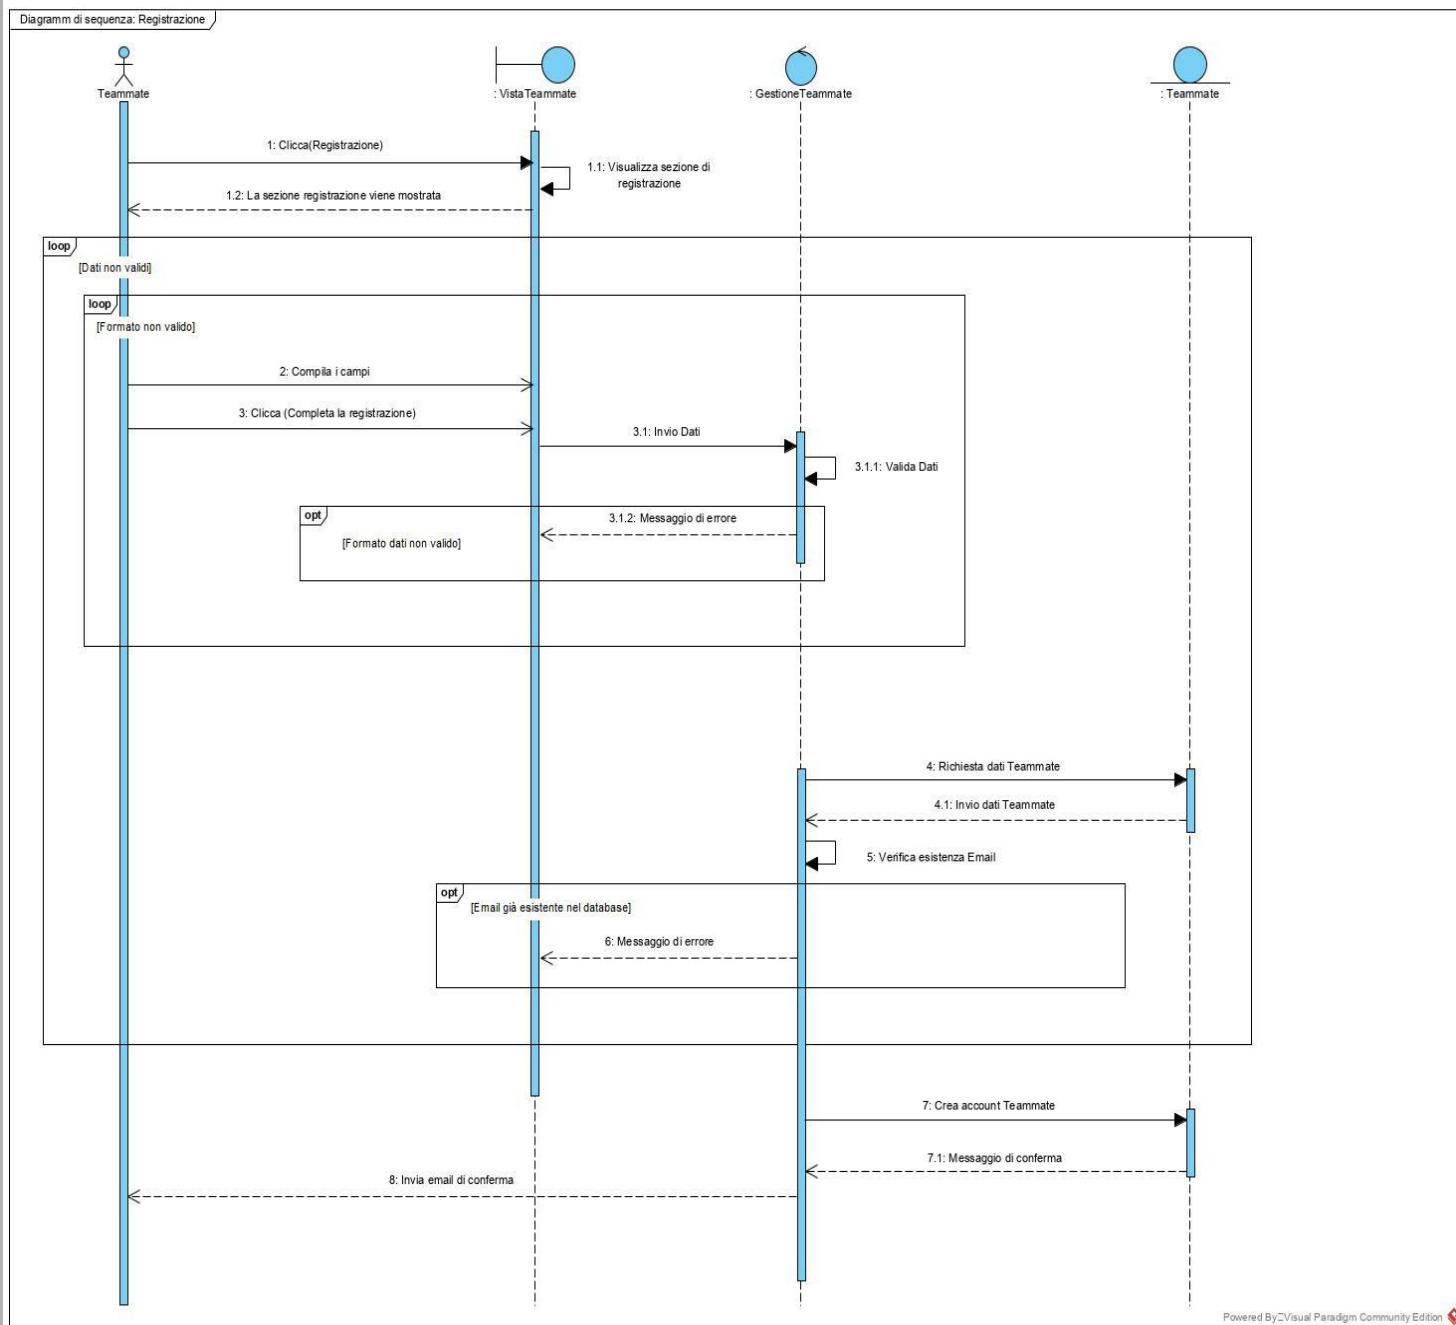 Diagramm di sequenza: Registrazione
Teammate
: VistaTeammate
: GestioneTeammate
: Teammate
1: Clicca(Registrazione)
1.1: Visualizza sezione di
registrazione
1.2: La sezione registrazione viene mostrata
loop
[Dati non validi]
loop
[Formato non valido]
2: Compila i campi
3: Clicca (Completa la registrazione)
3.1: Invio Dati
3.1.1: Valida Dati
opt
3.1.2: Messaggio di errore
[Formato dati non valido]
4: Richiesta dati Teammate
4.1: Invio dati Teammate
5: Verifica esistenza Email
opt
[Email già esistente nel database]
6: Messaggio di errore
7: Crea account Teammate
7.1: Messaggio di conferma
8: Invia email di conferma
Powered By Visual Paradigm Community Edition